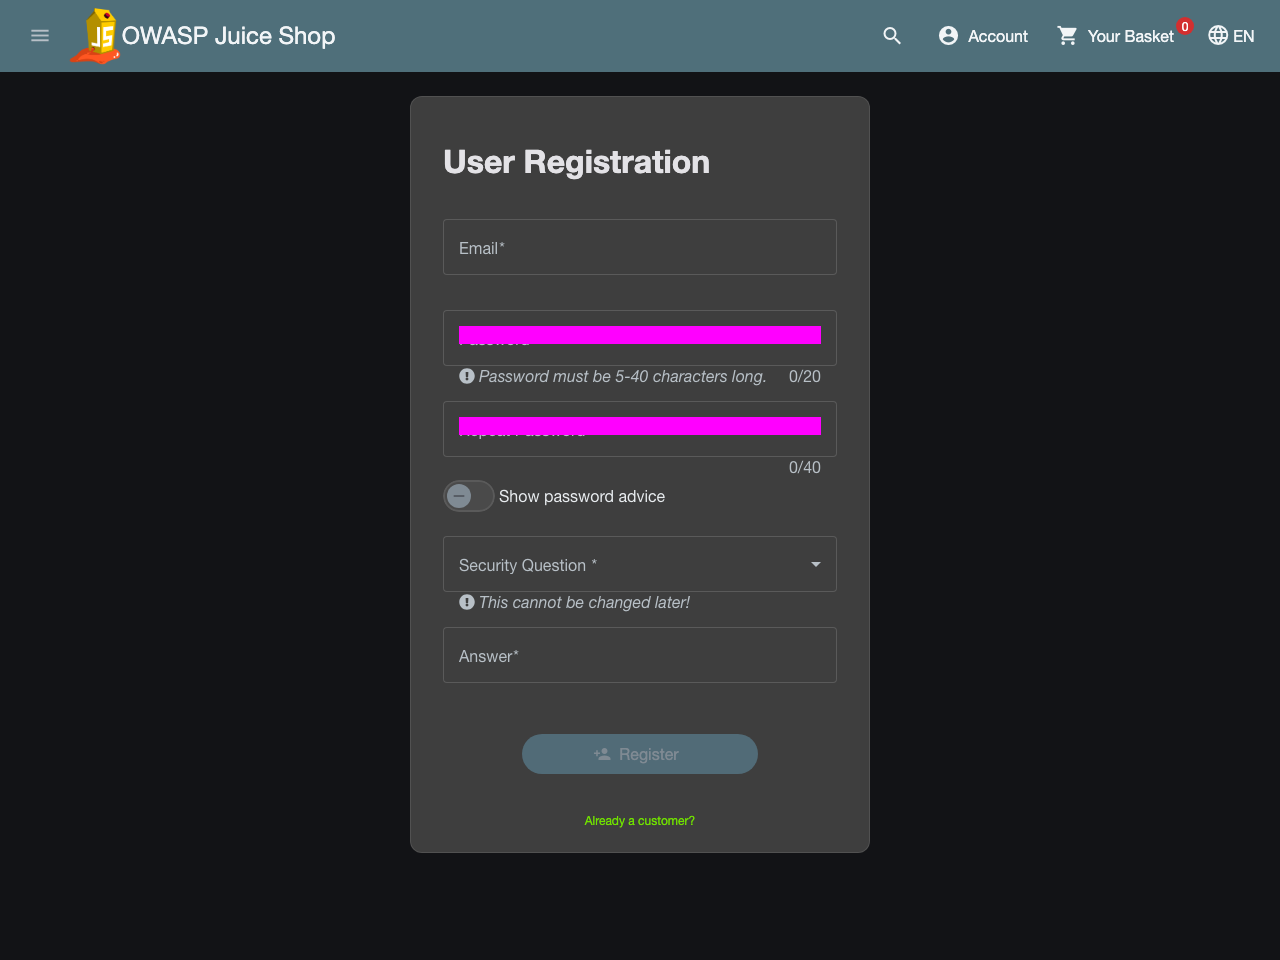 OWASP Juice Shop
Account
Your Basket
0
EN
User Registration
Email*
Password must be 5-40 characters long.
0/20
0/40
Show password advice
Security Question *
This cannot be changed later!
Answer*
Register
Already a customer?